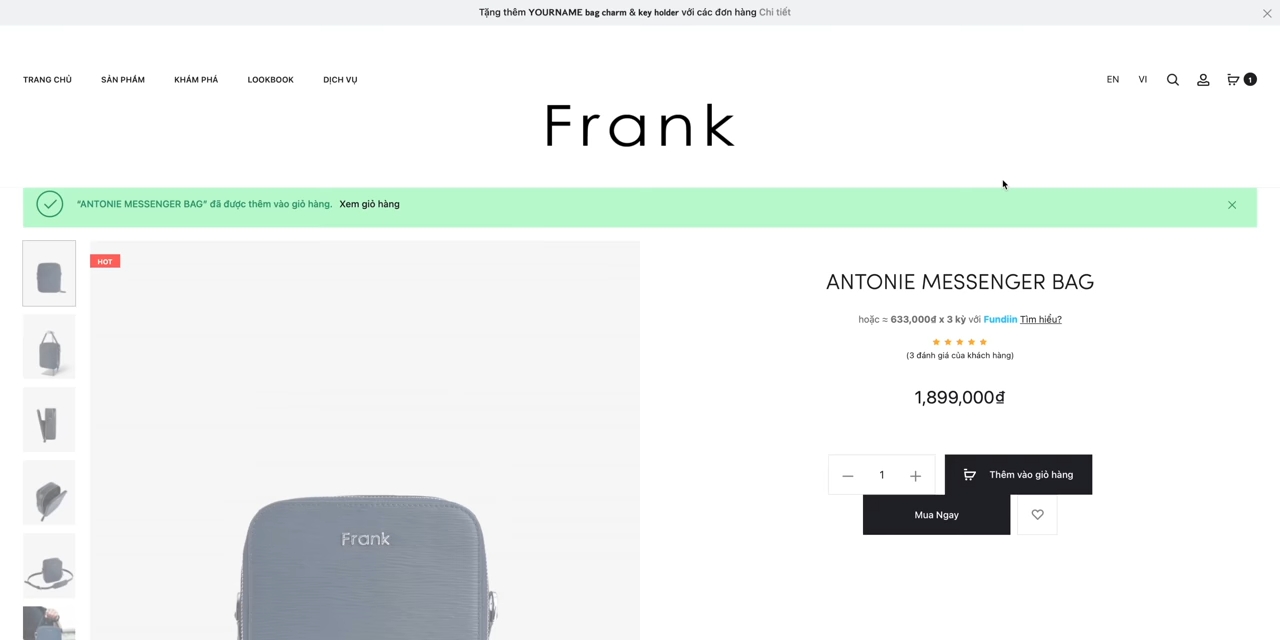 Tặng thêm YOURNAME bag charm & key holder với các đơn hàng Chi tiết
TRANG CHỦ SẢN PHẨM KHÁM PHÁ LOOKBOOK DỊCH VỤ
EN VI 1
Frank
“ANTONIE MESSENGER BAG” đã được thêm vào giỏ hàng. Xem giỏ hàng
HOT
ANTONIE MESSENGER BAG
hoặc ≈ 633,000₫ x 3 kỳ với Fundiin Tìm hiểu?
(3 đánh giá của khách hàng)
1,899,000₫
1
Thêm vào giỏ hàng
Mua Ngay
Frank